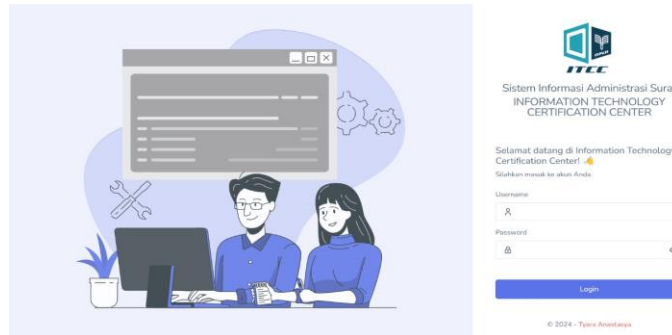 ITCC
Sistem Informasi Administrasi Sura
INFORMATION TECHNOLOGY
CERTIFICATION CENTER
Selamat datang di Information Technology
Certification Center!
Silahkan masuk ke akun Anda
Username
Password
Login
© 2024 - Tyara Anastasya